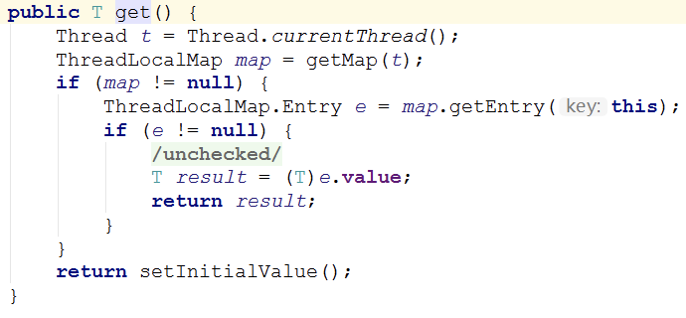 public T get() {
    Thread t = Thread.currentThread();
    ThreadLocalMap map = getMap(t);
    if (map != null) {
        ThreadLocalMap.Entry e = map.getEntry( key: this);
        if (e != null) {
            /unchecked/
            T result = (T)e.value;
            return result;
        }
    }
    return setInitialValue();
}